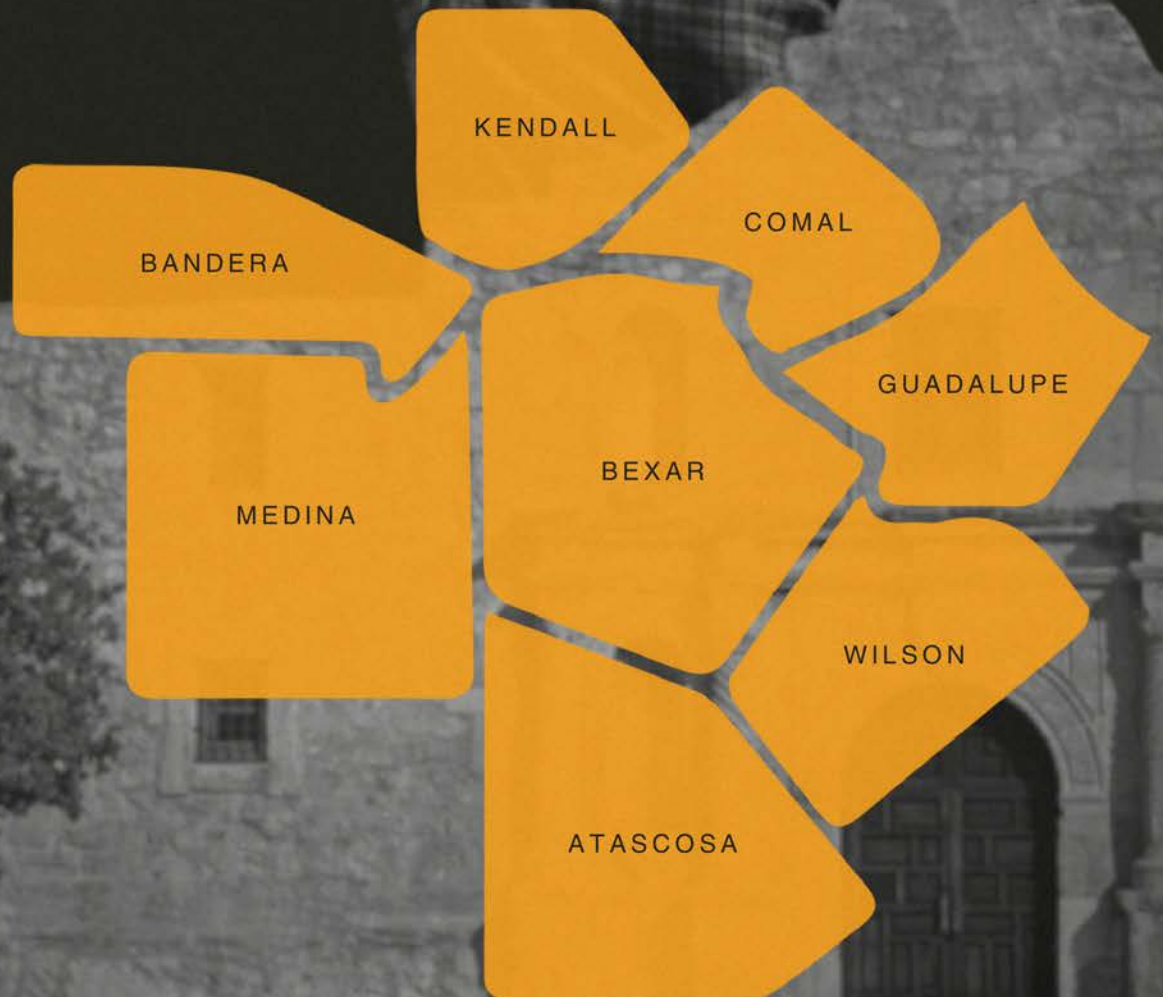 KENDALL
COMAL
BANDERA
GUADALUPE
BEXAR
MEDINA
WILSON
ATASCOSA